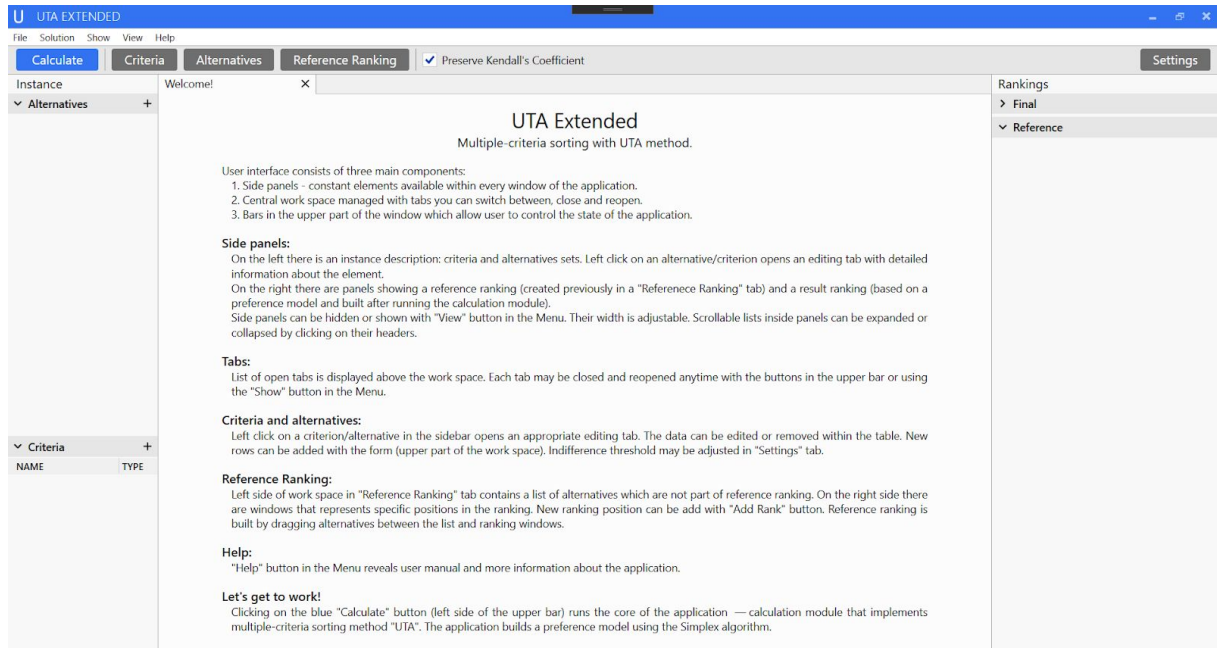 U UTA EXTENDED
File Solution Show View Help
Calculate Criteria Alternatives Reference Ranking Preserve Kendall's Coefficient Settings
Instance
Alternatives +
Criteria +
NAME TYPE
Welcome!
UTA Extended
Multiple-criteria sorting with UTA method.
User interface consists of three main components:
1. Side panels - constant elements available within every window of the application.
2. Central work space managed with tabs you can switch between, close and reopen.
3. Bars in the upper part of the window which allow user to control the state of the application.
Side panels:
On the left there is an instance description: criteria and alternatives sets. Left click on an alternative/criterion opens an editing tab with detailed
information about the element.
On the right there are panels showing a reference ranking (created previously in a "Referenece Ranking" tab) and a result ranking (based on a
preference model and built after running the calculation module).
Side panels can be hidden or shown with "View" button in the Menu. Their width is adjustable. Scrollable lists inside panels can be expanded or
collapsed by clicking on their headers.
Tabs:
List of open tabs is displayed above the work space. Each tab may be closed and reopened anytime with the buttons in the upper bar or using
the "Show" button in the Menu.
Criteria and alternatives:
Left click on a criterion/alternative in the sidebar opens an appropriate editing tab. The data can be edited or removed within the table. New
rows can be added with the form (upper part of the work space). Indifference threshold may be adjusted in "Settings" tab.
Reference Ranking:
Left side of work space in "Reference Ranking" tab contains a list of alternatives which are not part of reference ranking. On the right side there
are windows that represents specific positions in the ranking. New ranking position can be add with "Add Rank" button. Reference ranking is
built by dragging alternatives between the list and ranking windows.
Help:
"Help" button in the Menu reveals user manual and more information about the application.
Let's get to work!
Clicking on the blue "Calculate" button (left side of the upper bar) runs the core of the application — calculation module that implements
multiple-criteria sorting method "UTA". The application builds a preference model using the Simplex algorithm.
Rankings
Final
Reference